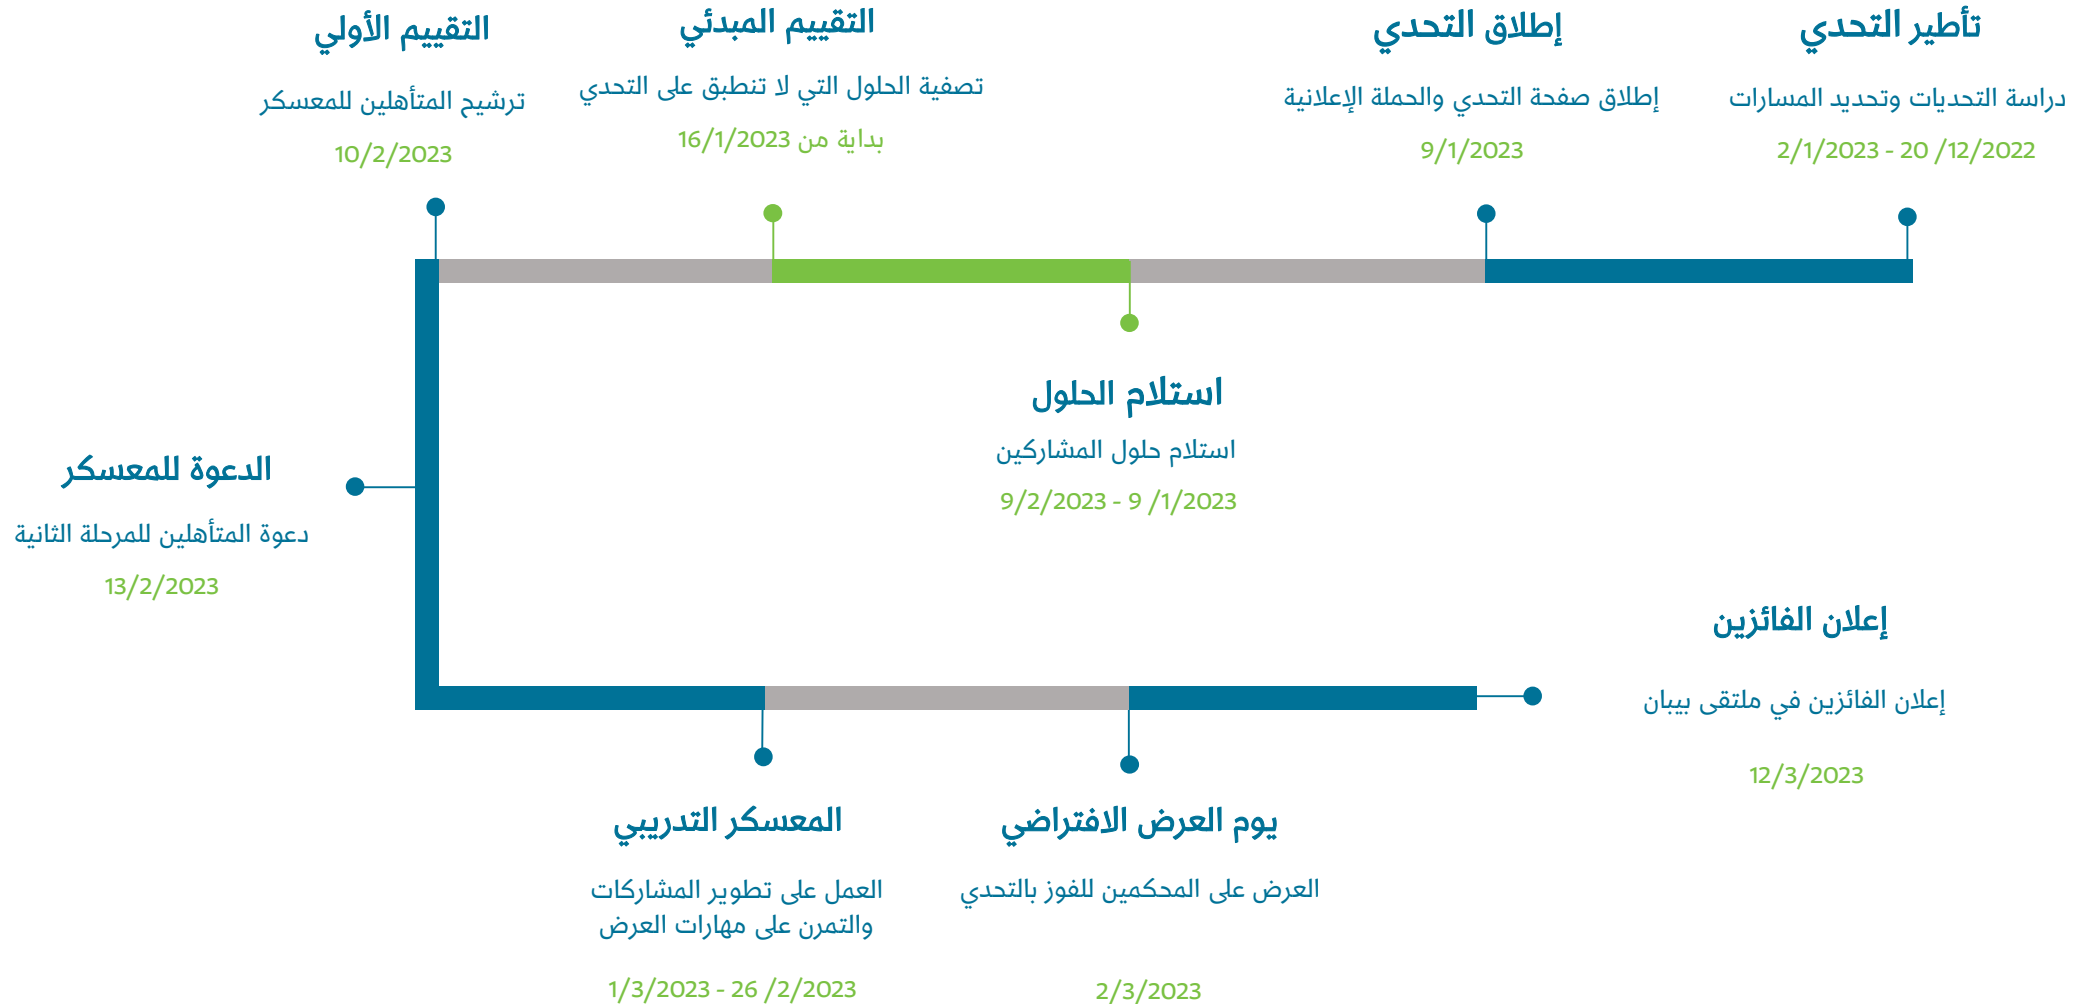 تأطير التحدي
دراسة التحديات وتحديد المسارات
2/1/2023 - 20 /12/2022
إطلاق التحدي
إطلاق صفحة التحدي والحملة الإعلانية
9/1/2023
استلام الحلول
استلام حلول المشاركين
9/2/2023 - 9 /1/2023
التقييم المبدئي
تصفية الحلول التي لا تنطبق على التحدي
بداية من 16/1/2023
التقييم الأولي
ترشيح المتأهلين للمعسكر
10/2/2023
الدعوة للمعسكر
دعوة المتأهلين للمرحلة الثانية
13/2/2023
المعسكر التدريبي
العمل على تطوير المشاركات
والتمرن على مهارات العرض
1/3/2023 - 26 /2/2023
يوم العرض الافتراضي
العرض على المحكمين للفوز بالتحدي
2/3/2023
إعلان الفائزين
إعلان الفائزين في ملتقى بيبان
12/3/2023